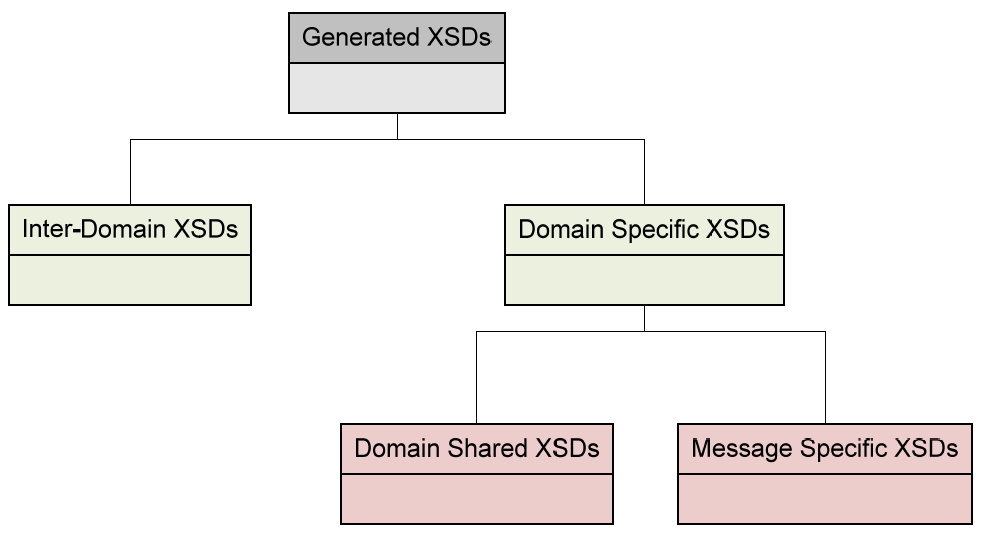 Generated XSDs
Inter-Domain XSDs
Domain Specific XSDs
Domain Shared XSDs
Message Specific XSDs